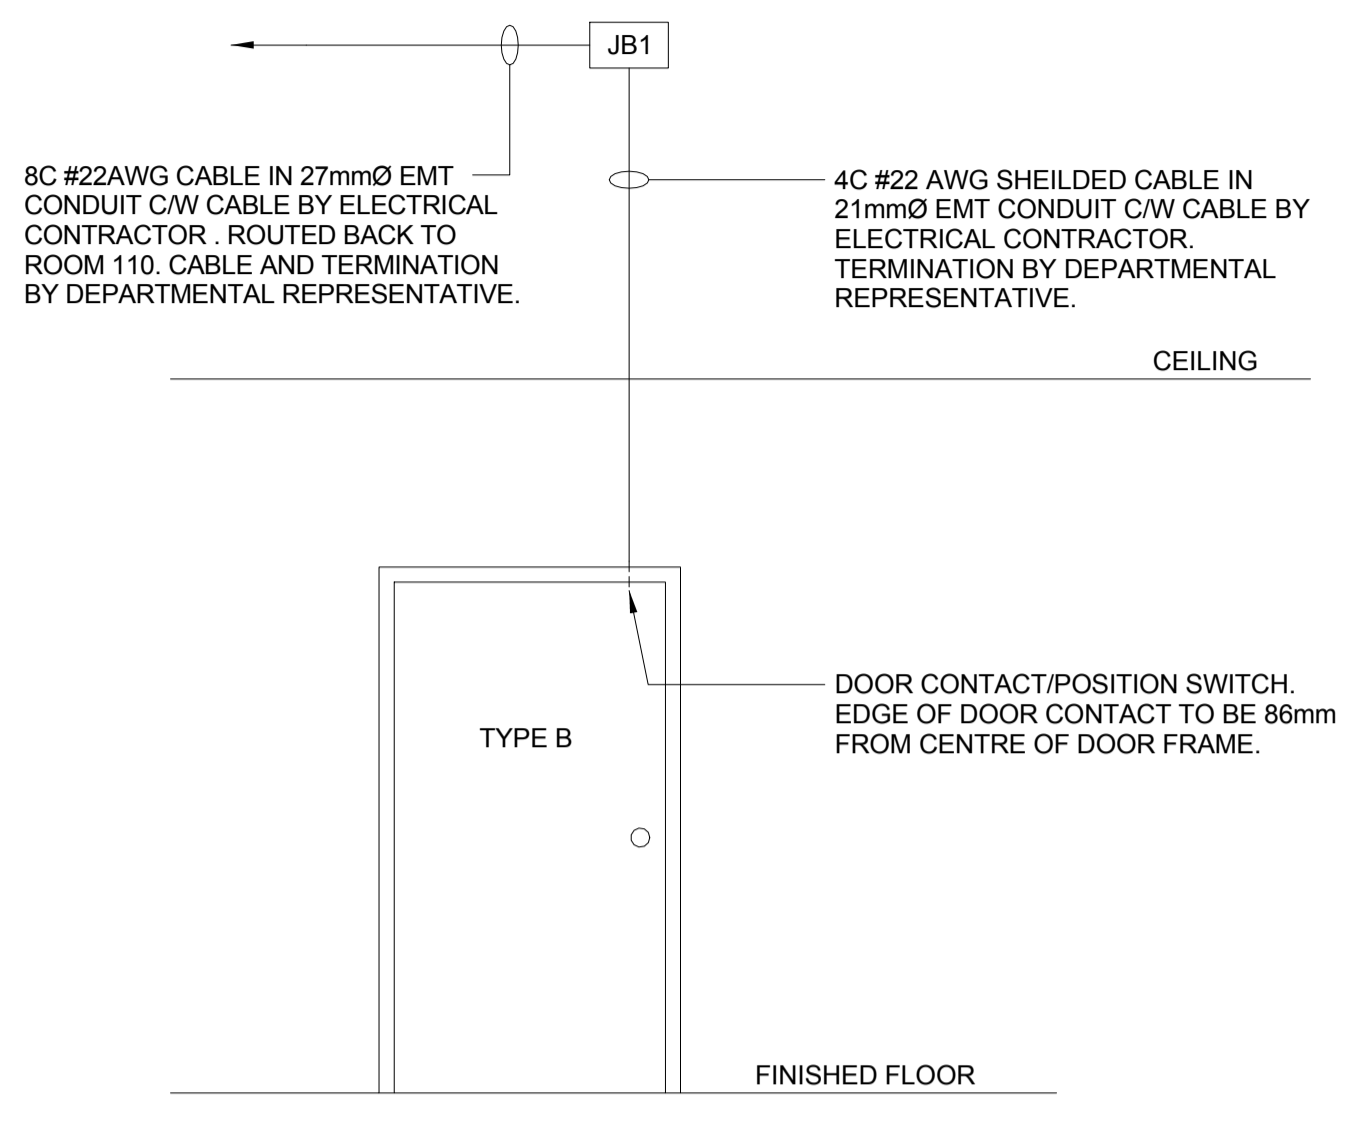 JB1
8C #22AWG CABLE IN 27mmØ EMT
CONDUIT C/W CABLE BY ELECTRICAL
CONTRACTOR . ROUTED BACK TO
ROOM 110. CABLE AND TERMINATION
BY DEPARTMENTAL REPRESENTATIVE.
4C #22 AWG SHEILDED CABLE IN
21mmØ EMT CONDUIT C/W CABLE BY
ELECTRICAL CONTRACTOR.
TERMINATION BY DEPARTMENTAL
REPRESENTATIVE.
CEILING
DOOR CONTACT/POSITION SWITCH.
EDGE OF DOOR CONTACT TO BE 86mm
FROM CENTRE OF DOOR FRAME.
TYPE B
FINISHED FLOOR